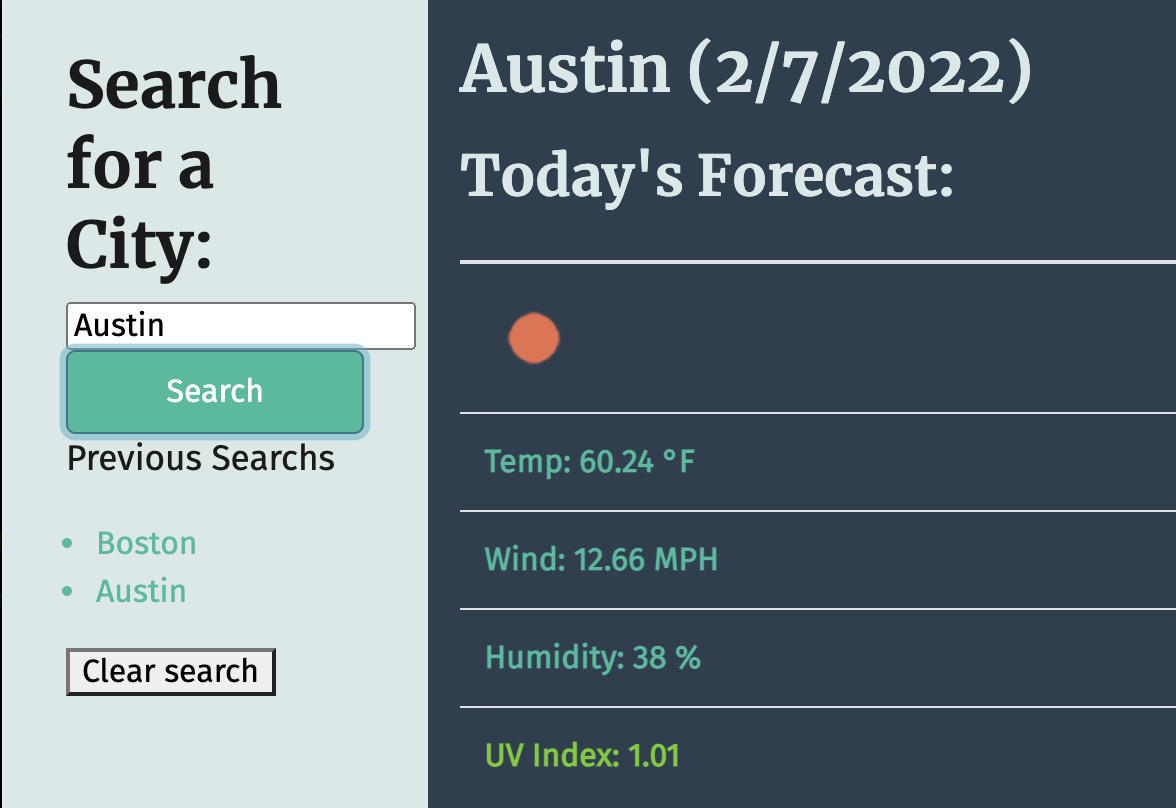 Search
for a
City:
Austin
Search
Previous Searchs
Boston
Austin
Clear search
Austin (2/7/2022)
Today's Forecast:
Temp: 60.24 °F
Wind: 12.66 MPH
Humidity: 38 %
UV Index: 1.01